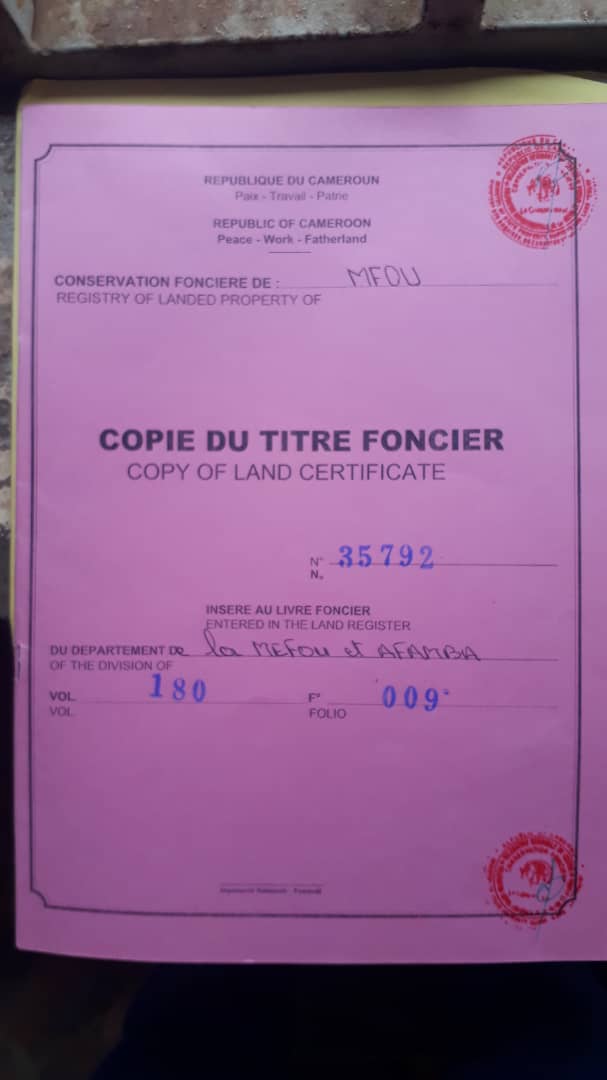 REPUBLIQUE DU CAMEROUN
Paix - Travail - Patrie
REPUBLIC OF CAMEROON
Peace - Work - Fatherland
CONSERVATION FONCIERE DE : MFOU
REGISTRY OF LANDED PROPERTY OF
COPIE DU TITRE FONCIER
COPY OF LAND CERTIFICATE
N° 35792
N.
INSERE AU LIVRE FONCIER
ENTERED IN THE LAND REGISTER
DU DEPARTEMENT De la MEFOU et AFAMBA
OF THE DIVISION OF
VOL. 180 F° 009
VOL. FOLIO